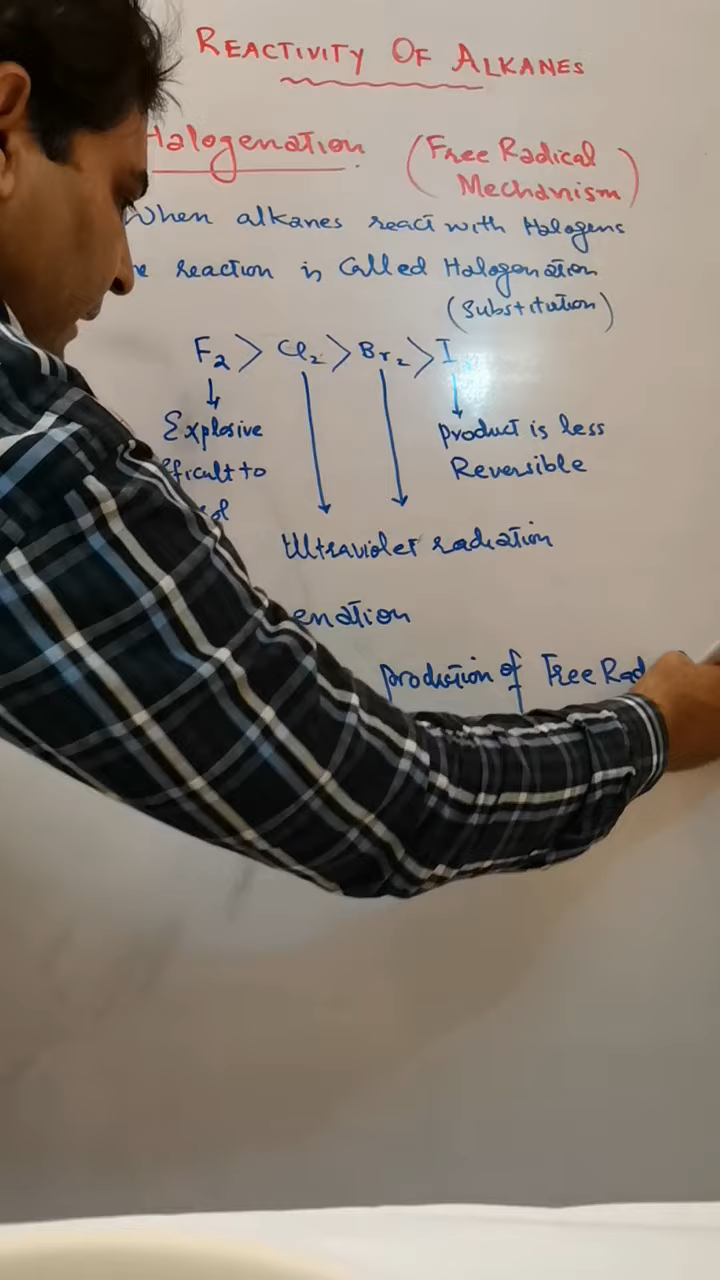 REACTIVITY OF ALKANES
Halogenation (Free Radical
Mechanism)
When alkanes react with Halogens
reaction is Called Halogenation
(Substitution)
F2 > Cl2 > Br2 > I
Explosive product is less
to Reversible
Ultraviolet radiation
enation
production of Free Rad